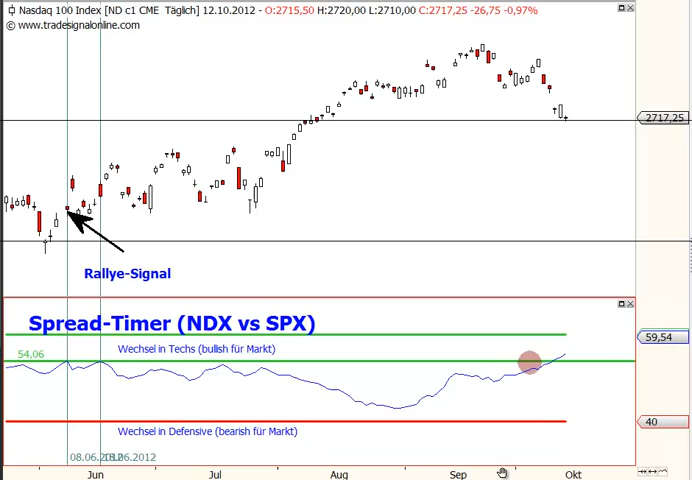 Nasdaq 100 Index [ND c1 CME Täglich] 12.10.2012 - O:2715,50 H:2720,00 L:2710,00 C:2717,25 -26,75 -0,97%
© www.tradesignalonline.com
2717,25
Rallye-Signal
Spread-Timer (NDX vs SPX)
59,54
Wechsel in Techs (bullish für Markt)
54,06
40
Wechsel in Defensive (bearish für Markt)
08.06.2012
18.06.2012
Jun Jul Aug Sep Okt